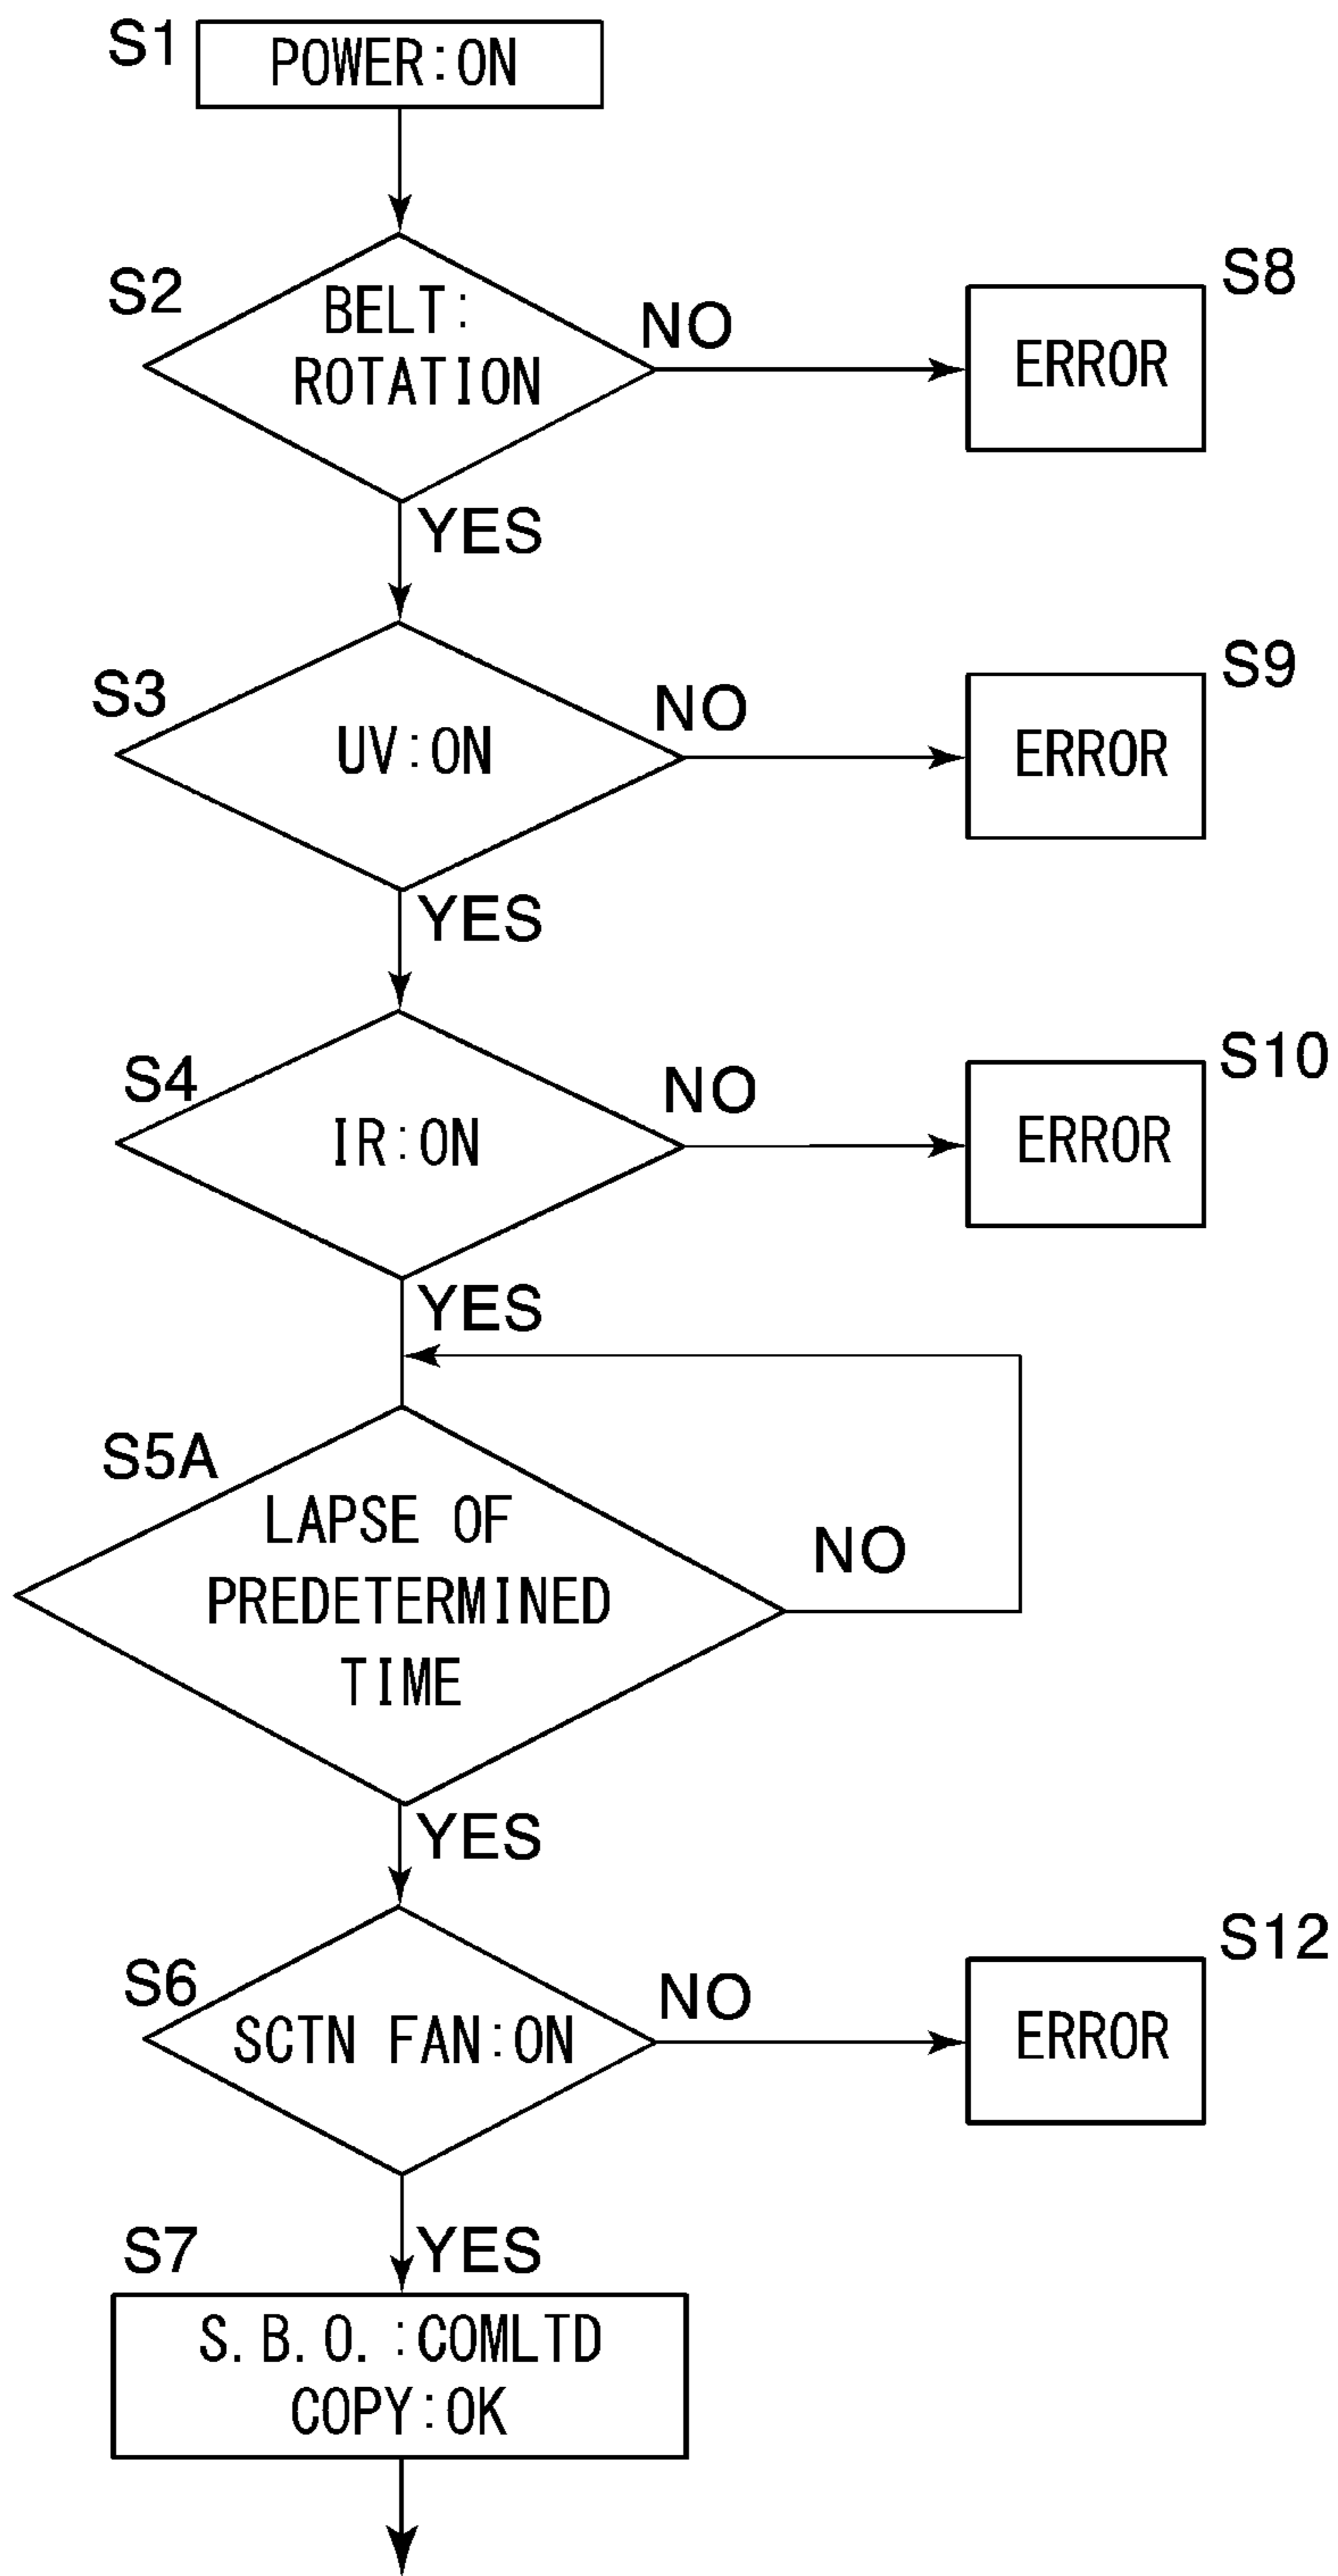 S1
POWER:ON
S2
BELT:
ROTATION
NO
S8
ERROR
YES
S3
UV:ON
NO
S9
ERROR
YES
S4
IR:ON
NO
S10
ERROR
YES
S5A
LAPSE OF
PREDETERMINED
TIME
NO
YES
S6
SCTN FAN:ON
NO
S12
ERROR
YES
S7
S.B.O.:COMLTD
COPY:OK